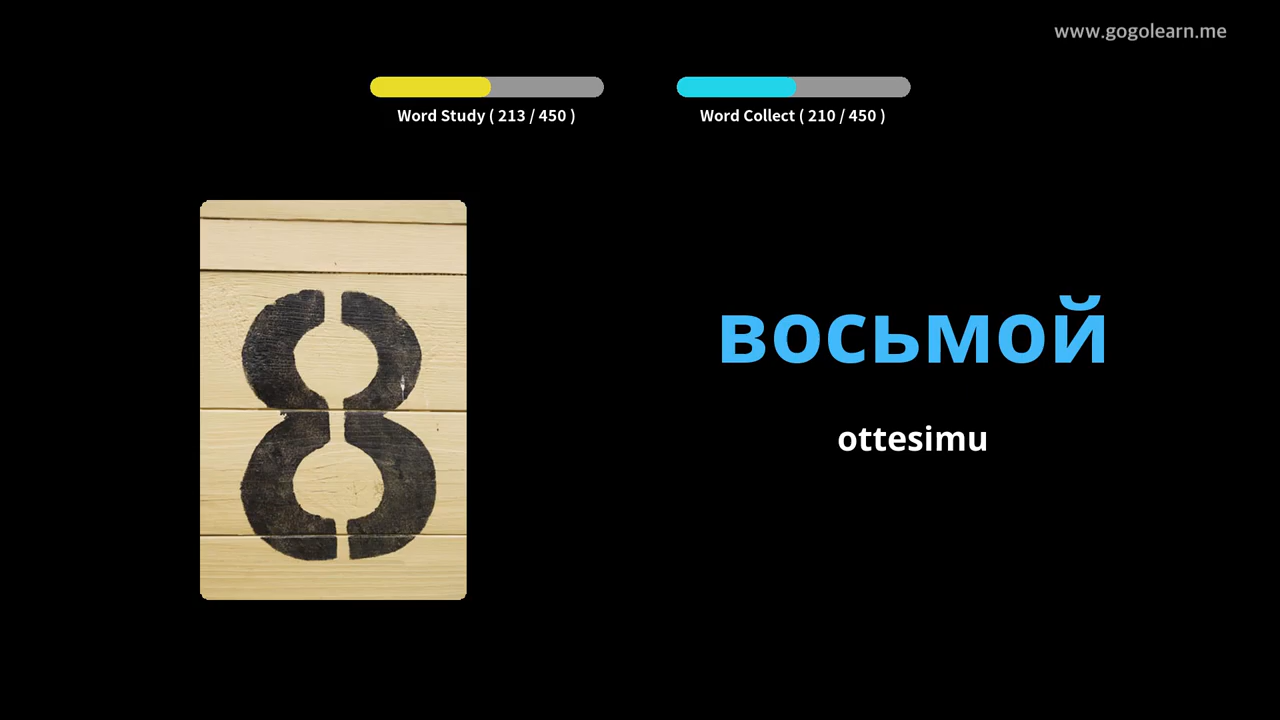 www.gogolearn.me
Word Study ( 213 / 450 )
Word Collect ( 210 / 450 )
8
восьмой
ottesimu